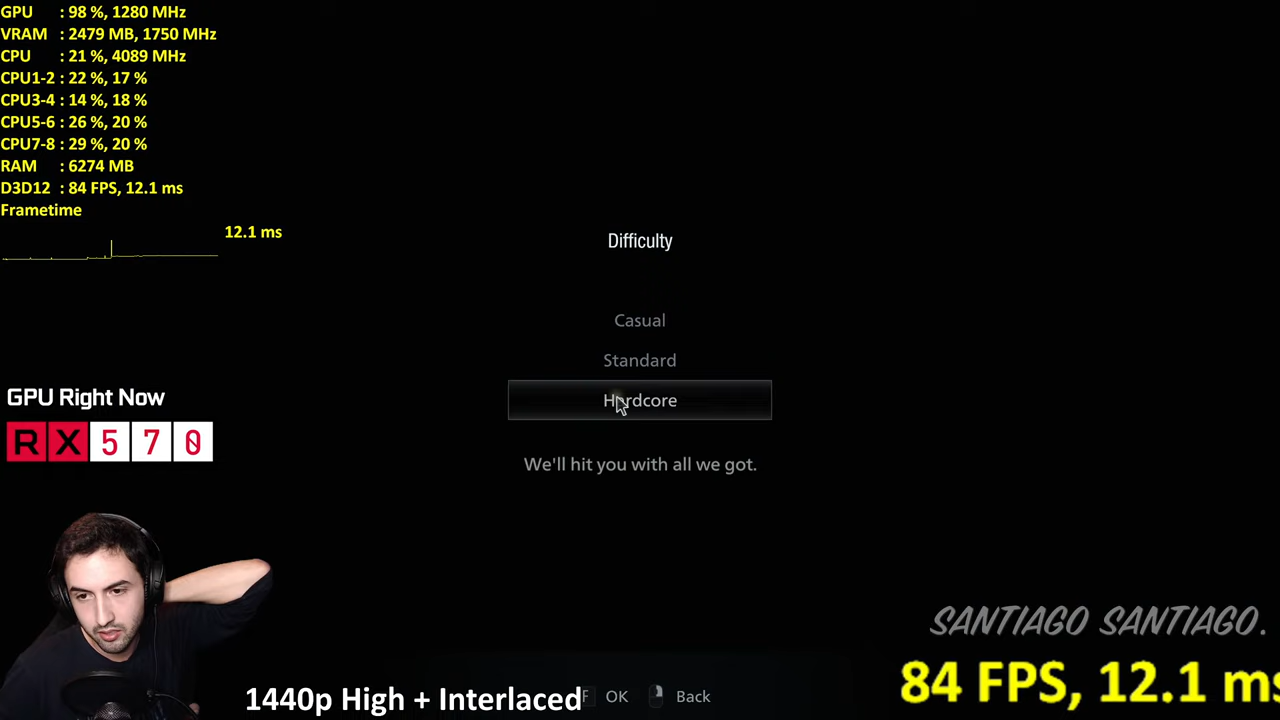 GPU : 98 %, 1280 MHz
VRAM : 2479 MB, 1750 MHz
CPU : 21 %, 4089 MHz
CPU1-2 : 22 %, 17 %
CPU3-4 : 14 %, 18 %
CPU5-6 : 26 %, 20 %
CPU7-8 : 29 %, 20 %
RAM : 6274 MB
D3D12 : 84 FPS, 12.1 ms
Frametime
12.1 ms
Difficulty
Casual
Standard
Hardcore
We'll hit you with all we got.
GPU Right Now
RX570
SANTIAGO SANTIAGO.
84 FPS, 12.1 ms
1440p High + Interlaced
F OK Back